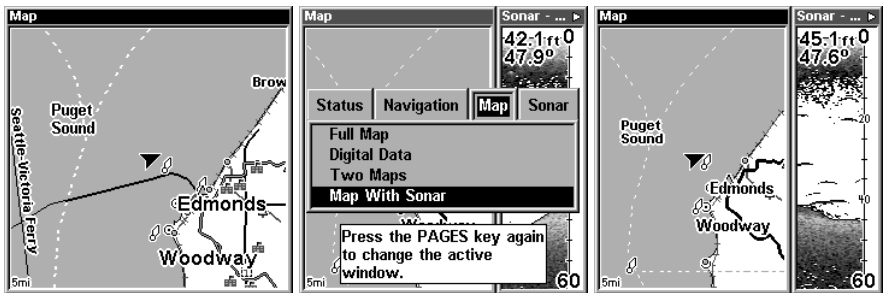 Map
Brow
Puget
Sound
Seattle-Victoria Ferry
Edmonds
Woodway
5mi
Map
Sonar - ...
42.1ft 0
47.9°
Status Navigation Map Sonar
Full Map
Digital Data
Two Maps
Map With Sonar
Press the PAGES key again
to change the active
window.
5mi
60
Map
Sonar - ...
45.1ft 0
47.6°
20
Puget
Sound
Edmonds
40
Woodway
5mi
60